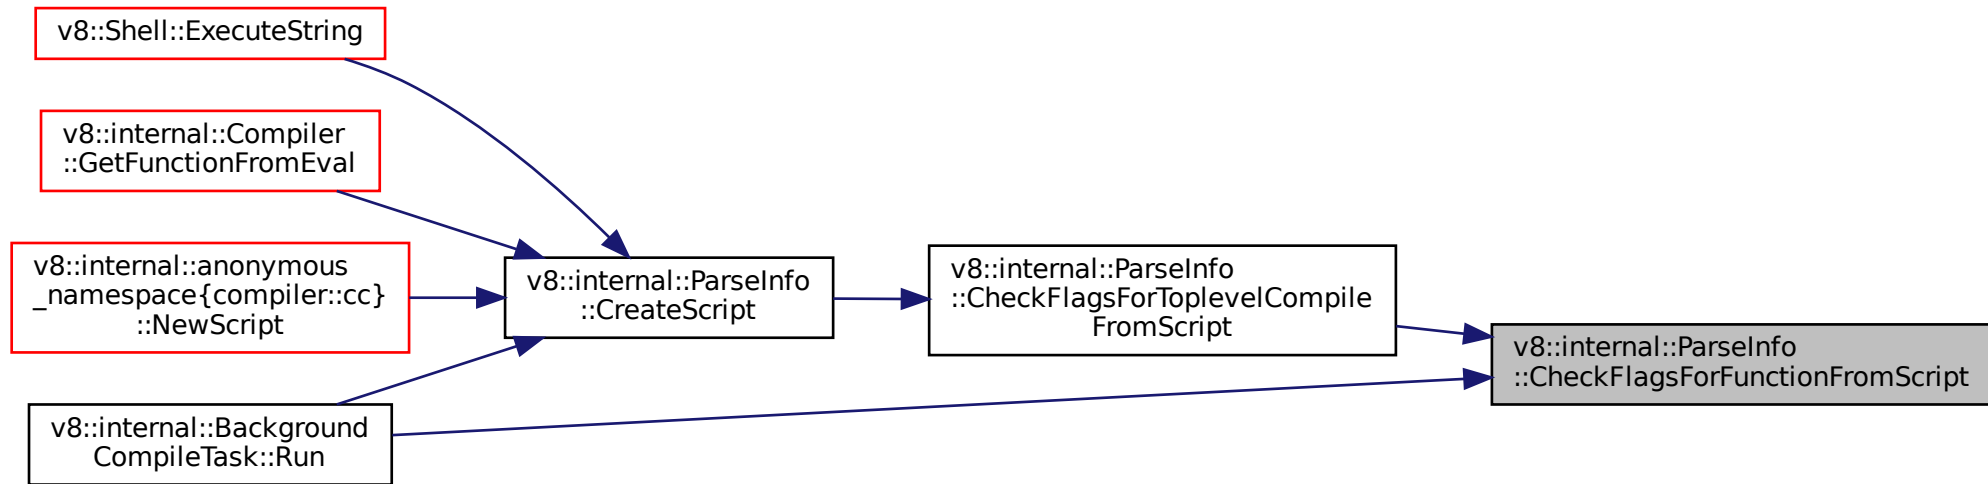 v8::Shell::ExecuteString
v8::internal::Compiler
::GetFunctionFromEval
v8::internal::anonymous
_namespace{compiler::cc}
::NewScript
v8::internal::Background
CompileTask::Run
v8::internal::ParseInfo
::CreateScript
v8::internal::ParseInfo
::CheckFlagsForToplevelCompile
FromScript
v8::internal::ParseInfo
::CheckFlagsForFunctionFromScript